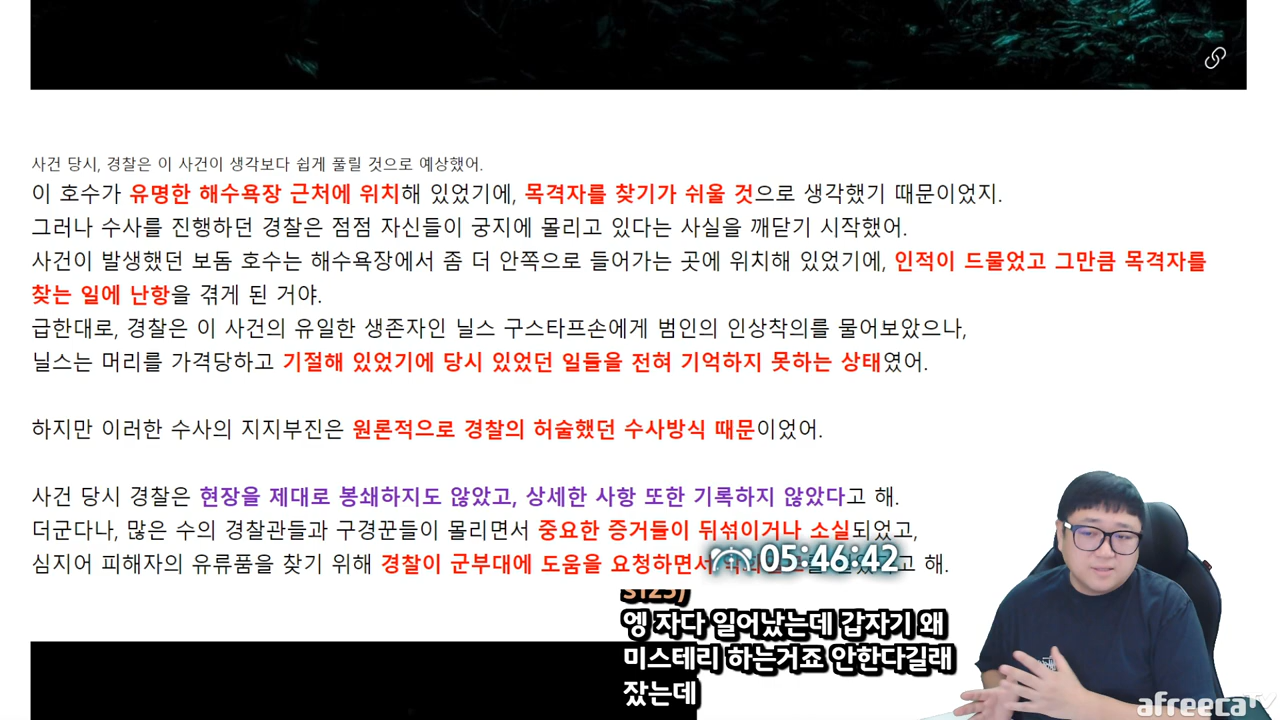 사건 당시, 경찰은 이 사건이 생각보다 쉽게 풀릴 것으로 예상했어.
이 호수가 유명한 해수욕장 근처에 위치해 있었기에, 목격자를 찾기가 쉬울 것으로 생각했기 때문이었지.
그러나 수사를 진행하던 경찰은 점점 자신들이 궁지에 몰리고 있다는 사실을 깨닫기 시작했어.
사건이 발생했던 보돔 호수는 해수욕장에서 좀 더 안쪽으로 들어가는 곳에 위치해 있었기에, 인적이 드물었고 그만큼 목격자를
찾는 일에 난항을 겪게 된 거야.
급한대로, 경찰은 이 사건의 유일한 생존자인 닐스 구스타프손에게 범인의 인상착의를 물어보았으나,
닐스는 머리를 가격당하고 기절해 있었기에 당시 있었던 일들을 전혀 기억하지 못하는 상태였어.
하지만 이러한 수사의 지지부진은 원론적으로 경찰의 허술했던 수사방식 때문이었어.
사건 당시 경찰은 현장을 제대로 봉쇄하지도 않았고, 상세한 사항 또한 기록하지 않았다고 해.
더군다나, 많은 수의 경찰관들과 구경꾼들이 몰리면서 중요한 증거들이 뒤섞이거나 소실되었고,
심지어 피해자의 유류품을 찾기 위해 경찰이 군부대에 도움을 요청하면서 해.
05:46:42
엥 자다 일어났는데 갑자기 왜
미스테리 하는거죠 안한다길래
잤는데
afreecaTV